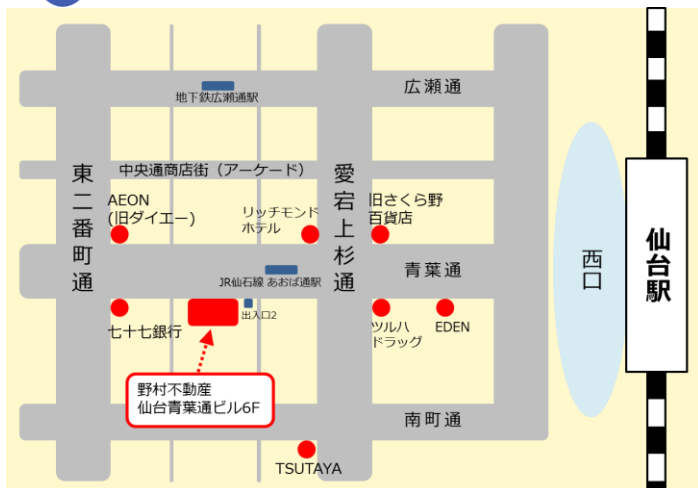 広瀬通
地下鉄広瀬通駅
中央通商店街（アーケード）
東二番町通
愛宕上杉通
AEON
(旧ダイエー)
リッチモンド
ホテル
旧さくら野
百貨店
仙台駅
西口
青葉通
JR仙石線 あおば通駅
出入口2
七十七銀行
ツルハ
ドラッグ
EDEN
野村不動産
仙台青葉通ビル6F
南町通
TSUTAYA